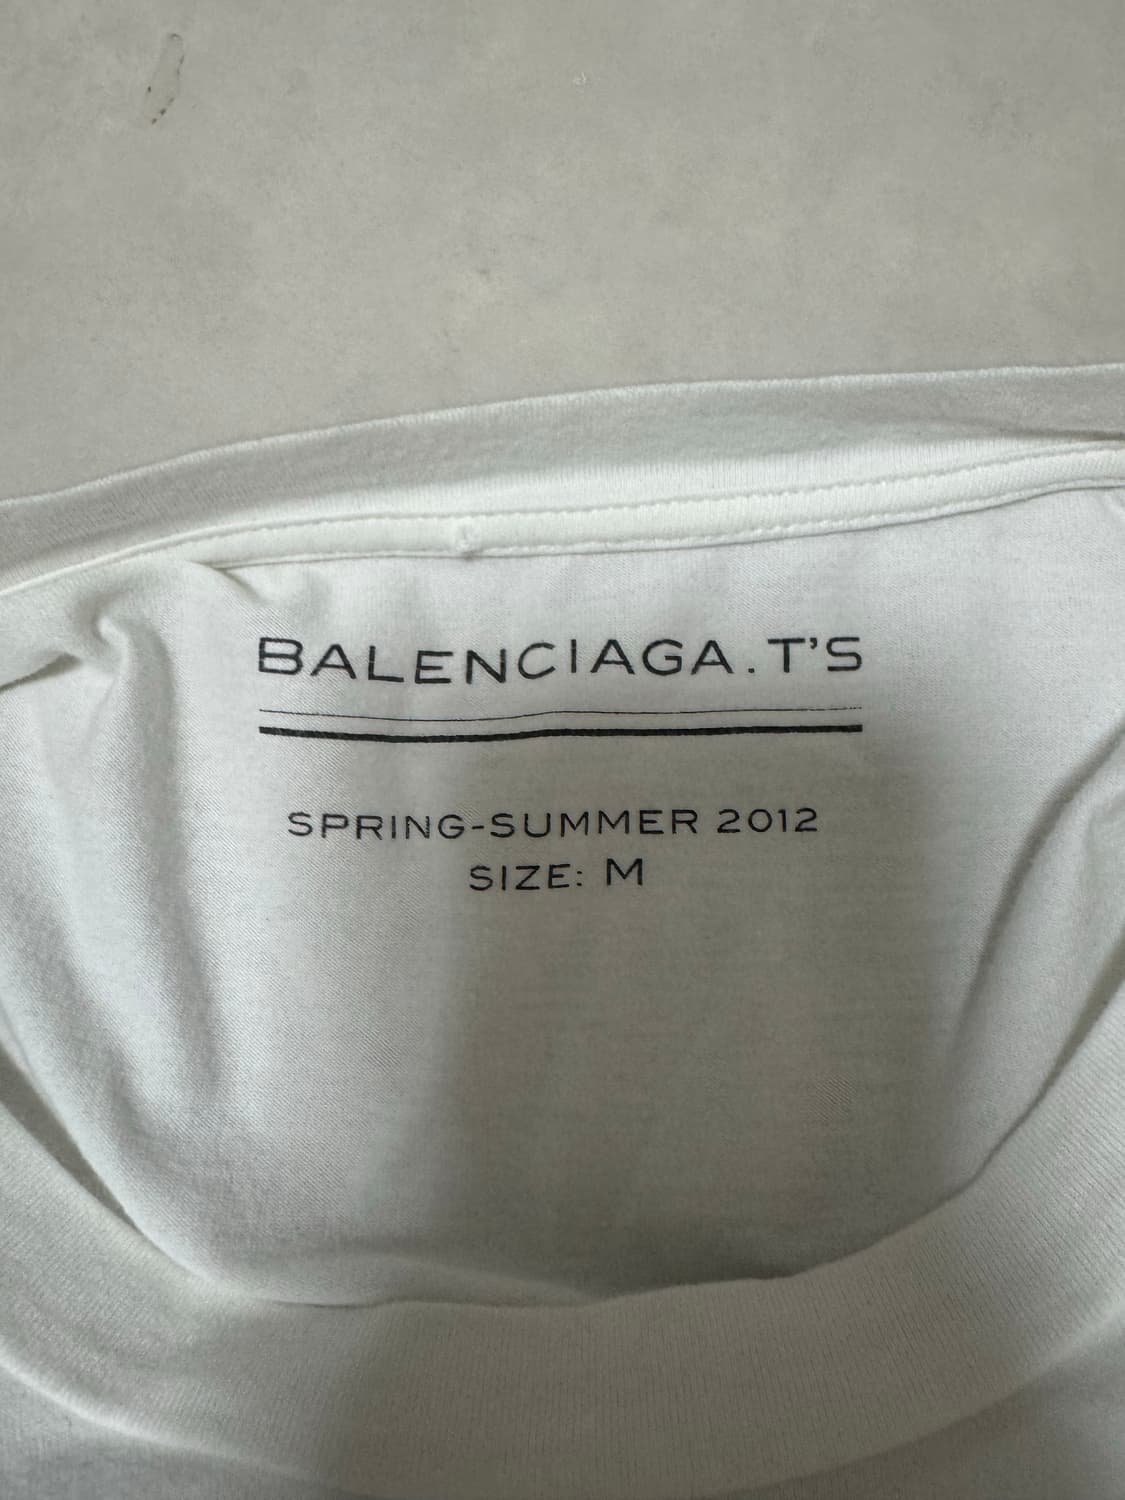 BALENCIAGA.T'S
SPRING-SUMMER 2012
SIZE: M